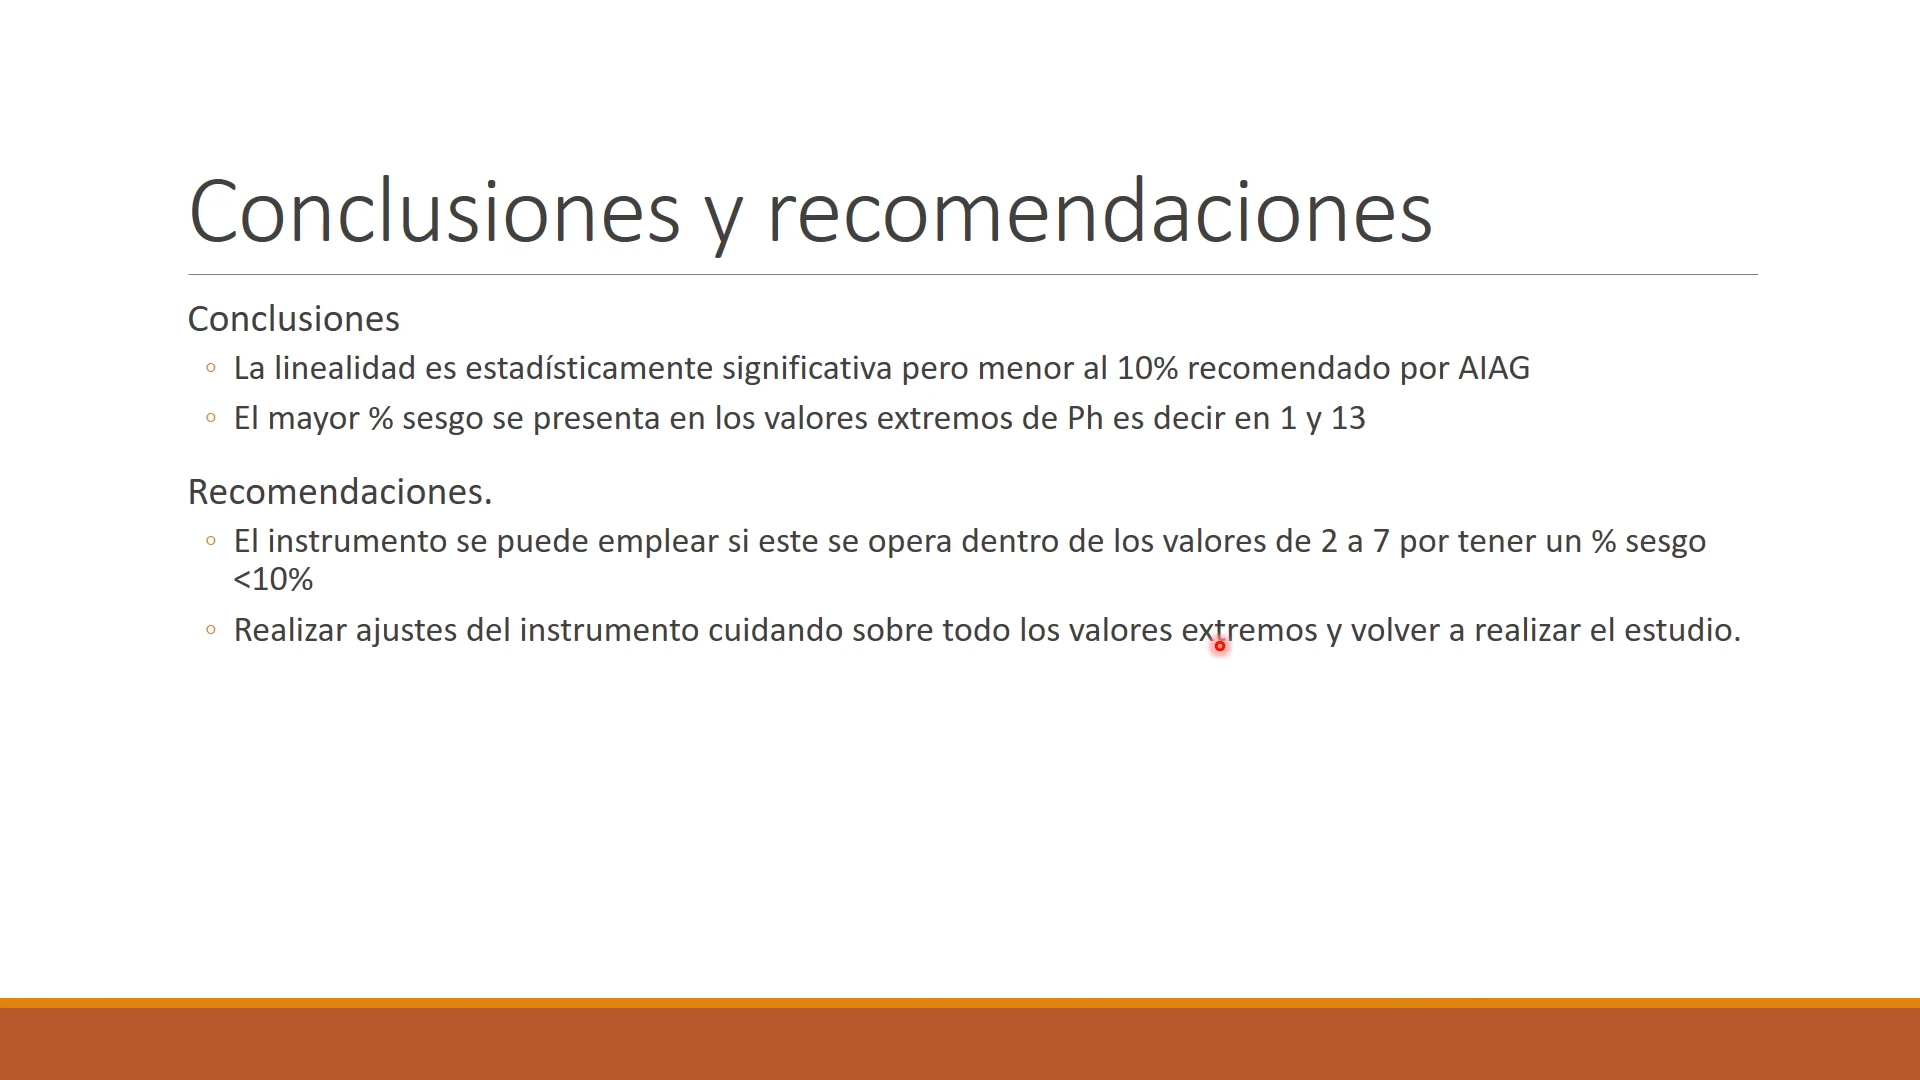 Conclusiones y recomendaciones
Conclusiones
◦ La linealidad es estadísticamente significativa pero menor al 10% recomendado por AIAG
◦ El mayor % sesgo se presenta en los valores extremos de Ph es decir en 1 y 13
Recomendaciones.
◦ El instrumento se puede emplear si este se opera dentro de los valores de 2 a 7 por tener un % sesgo
<10%
◦ Realizar ajustes del instrumento cuidando sobre todo los valores extremos y volver a realizar el estudio.